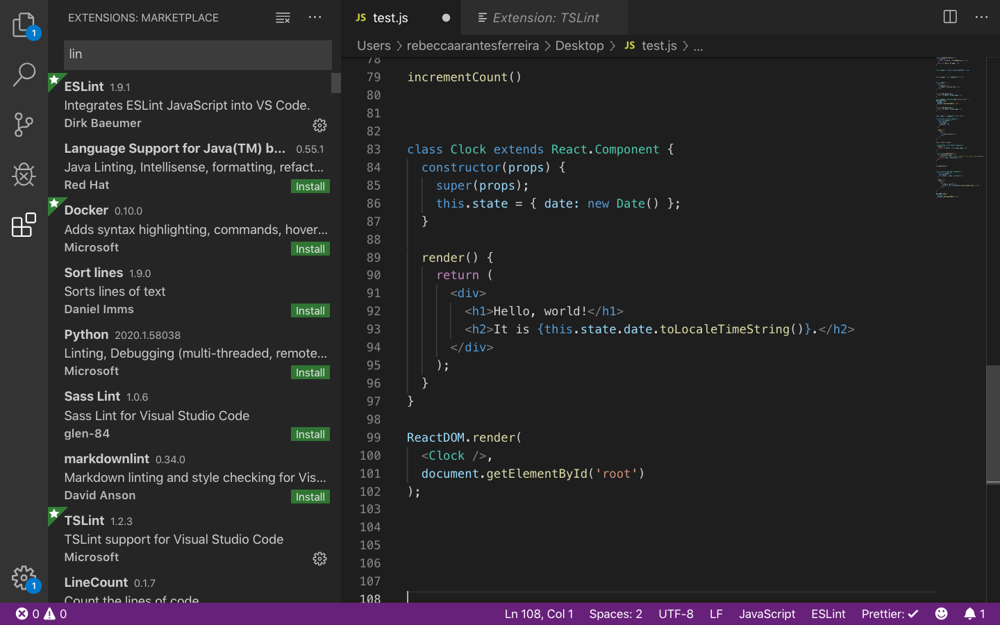 1
EXTENSIONS: MARKETPLACE
lin
ESLint 1.9.1
Integrates ESLint JavaScript into VS Code.
Dirk Baeumer
Language Support for Java(TM) b... 0.55.1
Java Linting, Intellisense, formatting, refact...
Red Hat Install
Docker 0.10.0
Adds syntax highlighting, commands, hover...
Microsoft Install
Sort lines 1.9.0
Sorts lines of text
Daniel Imms Install
Python 2020.1.58038
Linting, Debugging (multi-threaded, remote...
Microsoft Install
Sass Lint 1.0.6
Sass Lint for Visual Studio Code
glen-84 Install
markdownlint 0.34.0
Markdown linting and style checking for Vis...
David Anson Install
TSLint 1.2.3
TSLint support for Visual Studio Code
Microsoft
LineCount 0.1.7
Count the lines of code
1
JS test.js
Extension: TSLint
Users > rebeccaarantesferreira > Desktop > JS test.js > ...
78
79 incrementCount()
80
81
82
83 class Clock extends React.Component {
84 constructor(props) {
85 super(props);
86 this.state = { date: new Date() };
87 }
88
89 render() {
90 return (
91 <div>
92 <h1>Hello, world!</h1>
93 <h2>It is {this.state.date.toLocaleTimeString()}.</h2>
94 </div>
95 );
96 }
97 }
98
99 ReactDOM.render(
100 <Clock />,
101 document.getElementById('root')
102 );
103
104
105
106
107
108
0 0
Ln 108, Col 1 Spaces: 2 UTF-8 LF JavaScript ESLint Prettier: ✓ 1